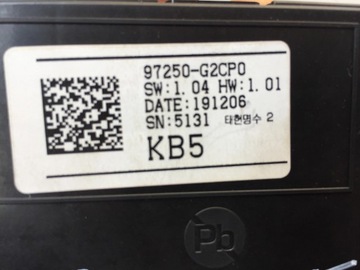 97250-G2CP0
SW:1.04 HW:1.01
DATE:191206
SN:5131 태현명수 2
KB5
Pb